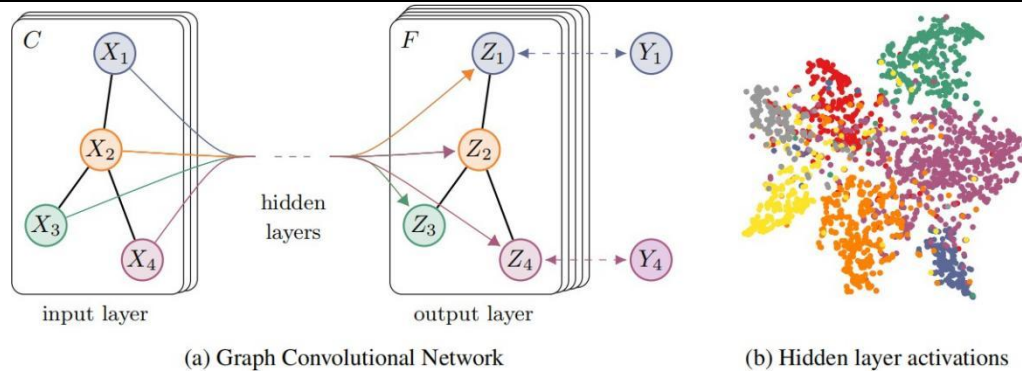 C
X1
X2
X3
X4
input layer
hidden
layers
F
Z1
Z2
Z3
Z4
output layer
Y1
Y4
(a) Graph Convolutional Network
(b) Hidden layer activations